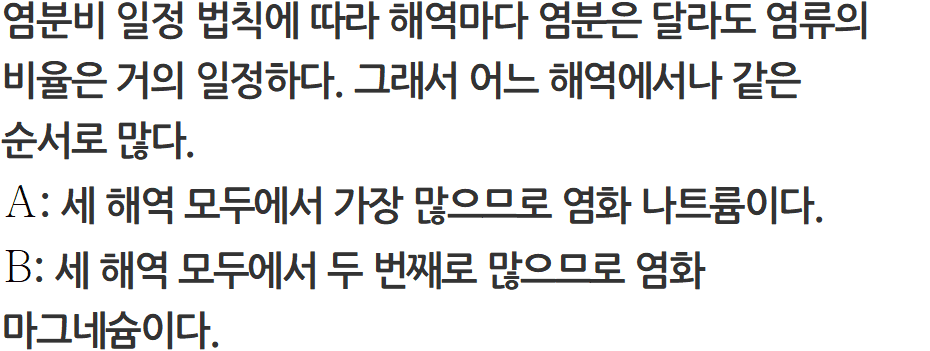 염분비 일정 법칙에 따라 해역마다 염분은 달라도 염류의
비율은 거의 일정하다. 그래서 어느 해역에서나 같은
순서로 많다.
A: 세 해역 모두에서 가장 많으므로 염화 나트륨이다.
B: 세 해역 모두에서 두 번째로 많으므로 염화
마그네슘이다.